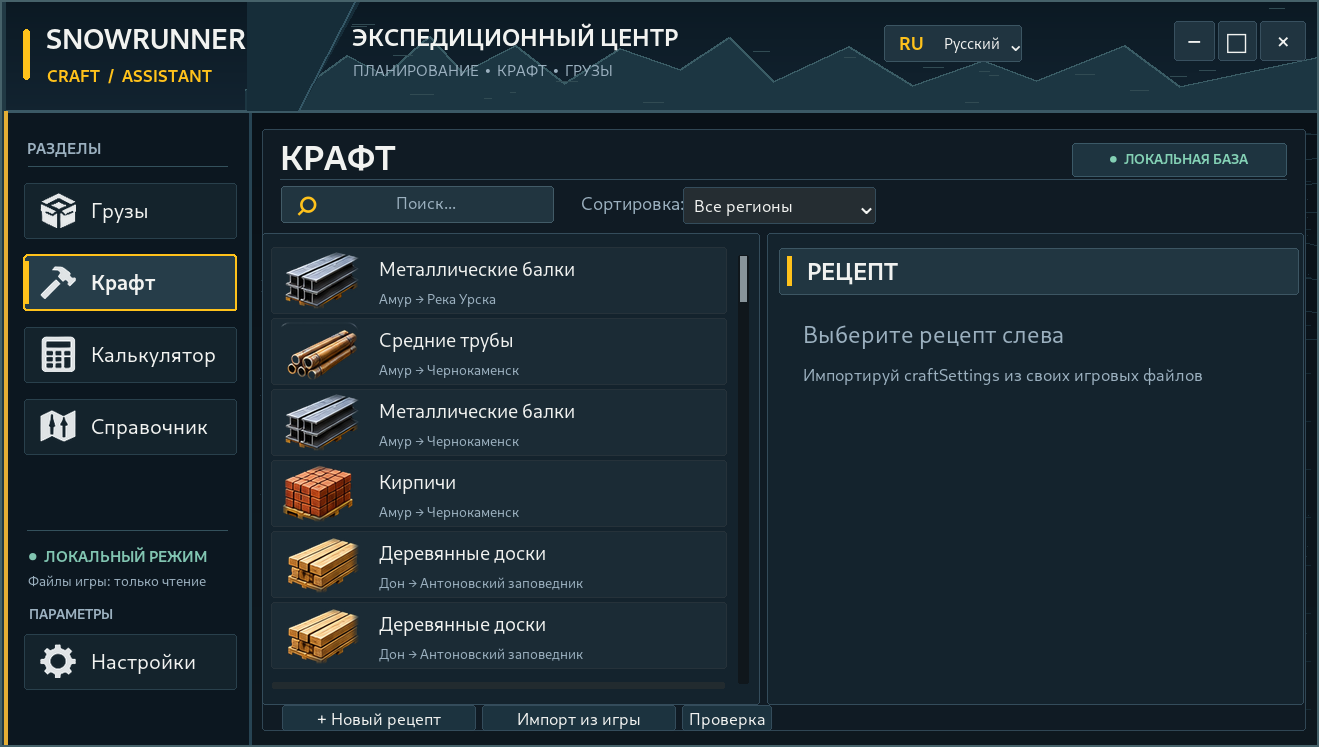 SNOWRUNNER
CRAFT / ASSISTANT
ЭКСПЕДИЦИОННЫЙ ЦЕНТР
ПЛАНИРОВАНИЕ • КРАФТ • ГРУЗЫ
RU Русский
РАЗДЕЛЫ
Грузы
Крафт
Калькулятор
Справочник
• ЛОКАЛЬНЫЙ РЕЖИМ
Файлы игры: только чтение
ПАРАМЕТРЫ
Настройки
КРАФТ
• ЛОКАЛЬНАЯ БАЗА
Поиск...
Сортировка: Все регионы
Металлические балки
Амур → Река Урска
Средние трубы
Амур → Чернокаменск
Металлические балки
Амур → Чернокаменск
Кирпичи
Амур → Чернокаменск
Деревянные доски
Дон → Антоновский заповедник
Деревянные доски
Дон → Антоновский заповедник
РЕЦЕПТ
Выберите рецепт слева
Импортируй craftSettings из своих игровых файлов
+ Новый рецепт
Импорт из игры
Проверка